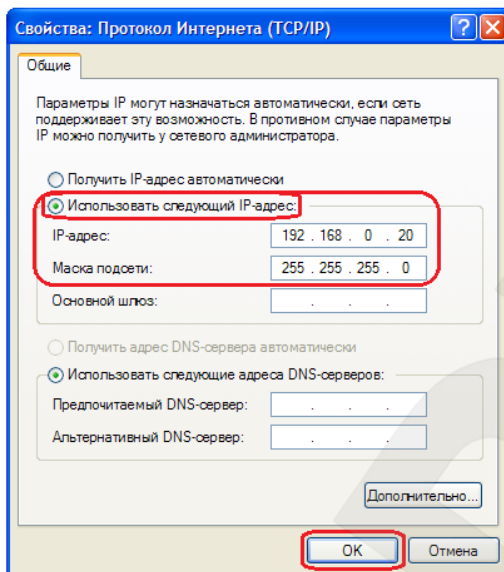 Свойства: Протокол Интернета (TCP/IP)
Общие
Параметры IP могут назначаться автоматически, если сеть
поддерживает эту возможность. В противном случае параметры
IP можно получить у сетевого администратора.
Получить IP-адрес автоматически
Использовать следующий IP-адрес:
IP-адрес: 192 . 168 . 0 . 20
Маска подсети: 255 . 255 . 255 . 0
Основной шлюз: . . .
Получить адрес DNS-сервера автоматически
Использовать следующие адреса DNS-серверов:
Предпочитаемый DNS-сервер: . . .
Альтернативный DNS-сервер: . . .
Дополнительно...
OK Отмена